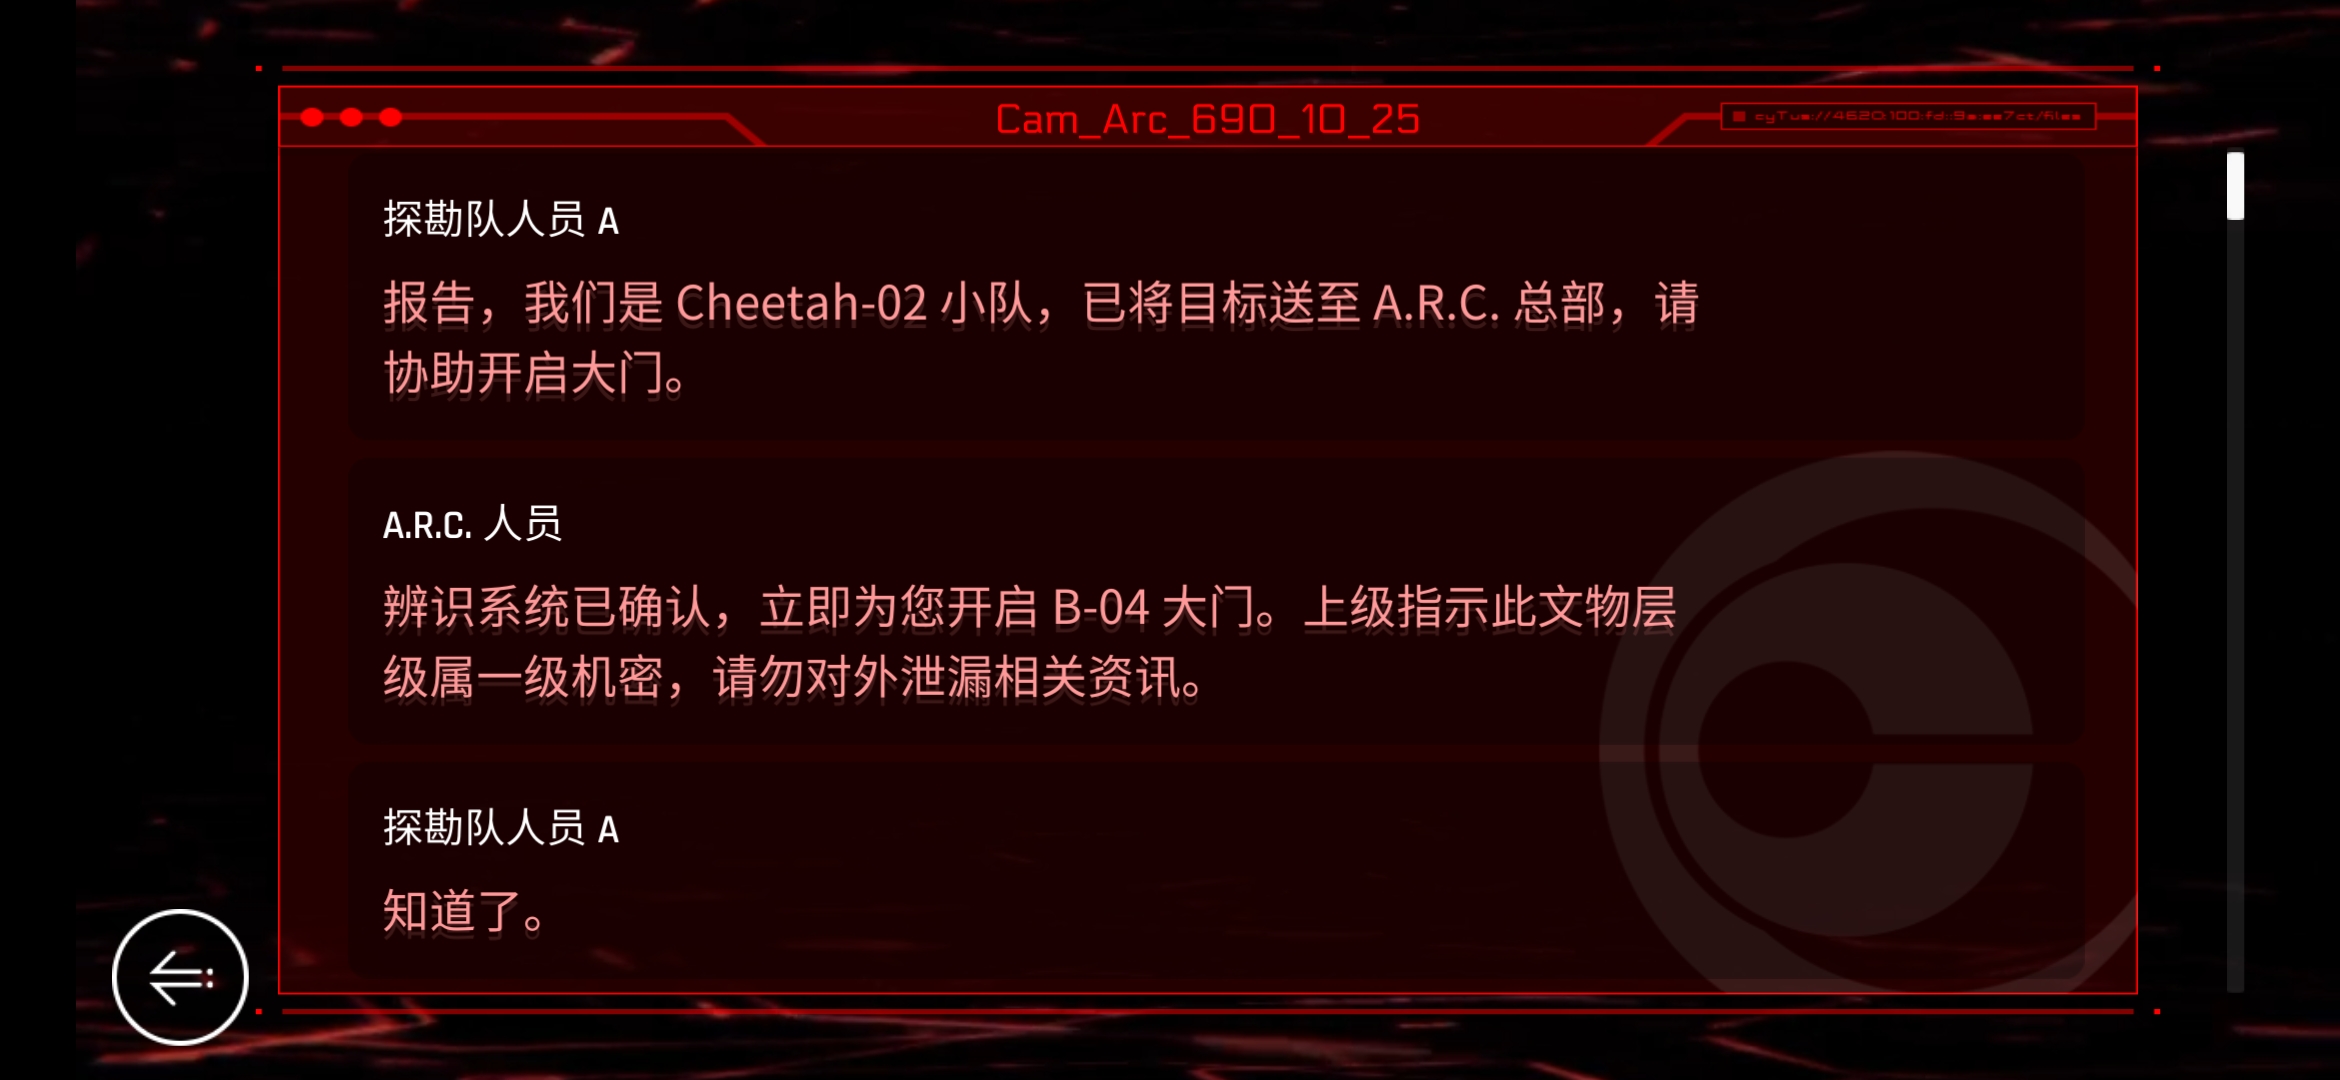 Cam_Arc_690_10_25
探勘队人员 A
报告，我们是 Cheetah-02 小队，已将目标送至 A.R.C. 总部，请
协助开启大门。
A.R.C. 人员
辨识系统已确认，立即为您开启 B-04 大门。上级指示此文物层
级属一级机密，请勿对外泄漏相关资讯。
探勘队人员 A
知道了。